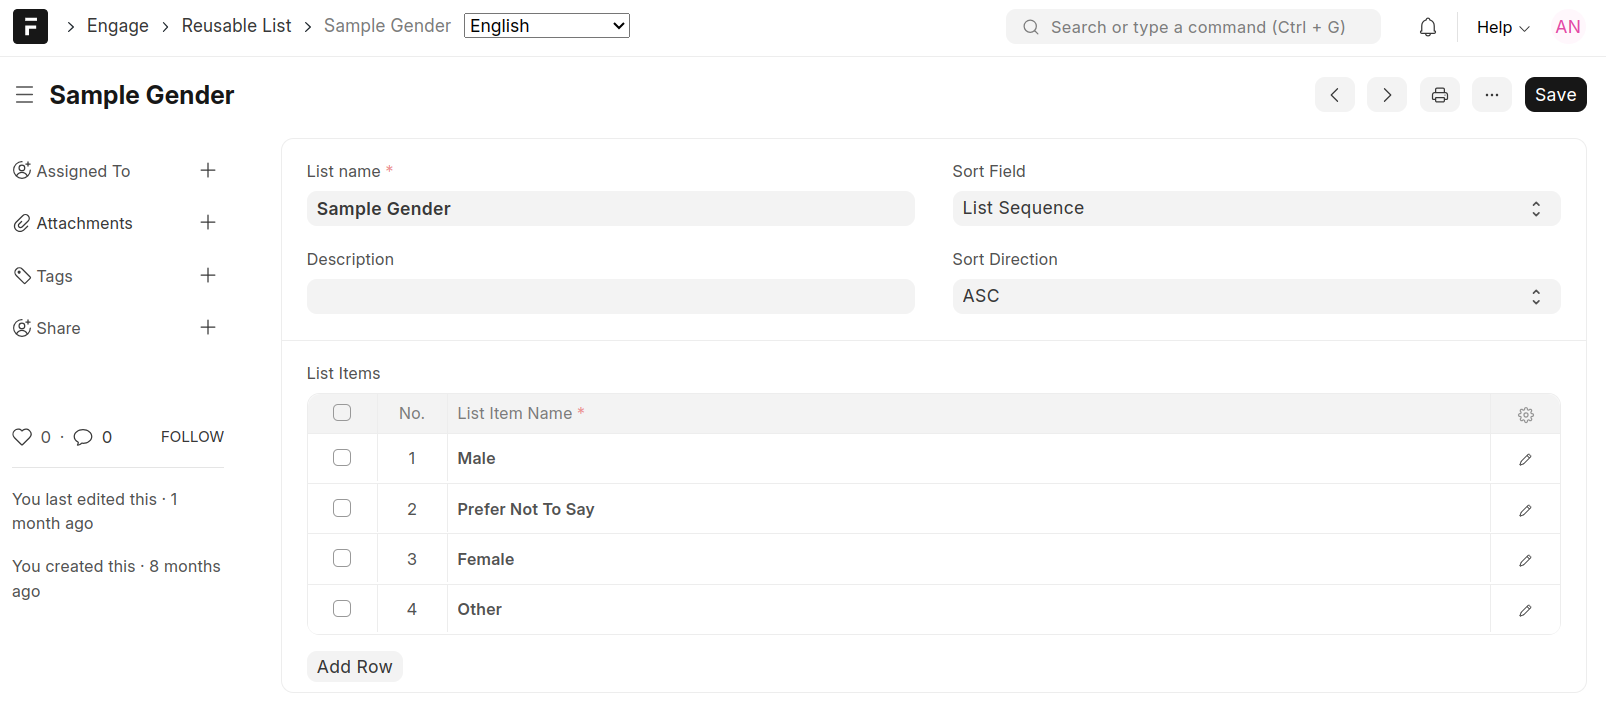 Engage > Reusable List > Sample Gender English
Search or type a command (Ctrl + G)
Help
AN
Sample Gender
Save
Assigned To
Attachments
Tags
Share
0 · 0 FOLLOW
You last edited this · 1
month ago
You created this · 8 months
ago
List name *
Sample Gender
Description
Sort Field
List Sequence
Sort Direction
ASC
List Items
No. List Item Name *
1 Male
2 Prefer Not To Say
3 Female
4 Other
Add Row